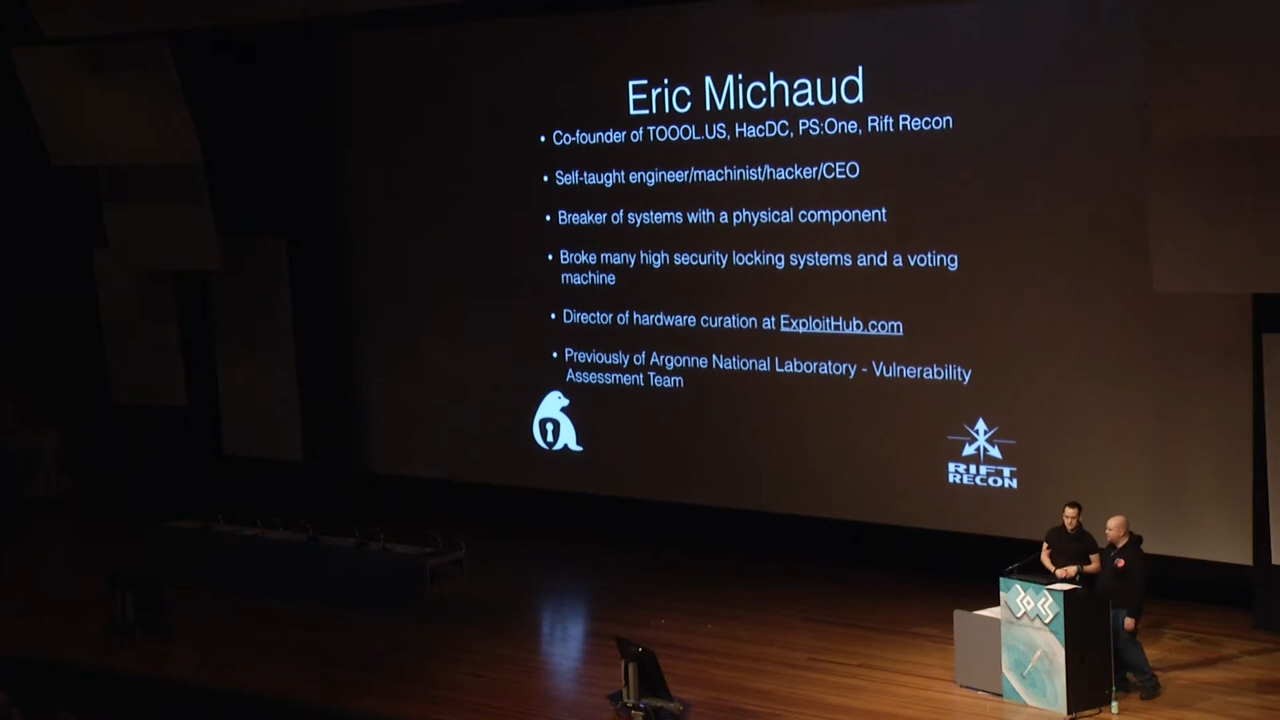 Eric Michaud
• Co-founder of TOOOL.US, HacDC, PS:One, Rift Recon
• Self-taught engineer/machinist/hacker/CEO
• Breaker of systems with a physical component
• Broke many high security locking systems and a voting
machine
• Director of hardware curation at ExploitHub.com
• Previously of Argonne National Laboratory - Vulnerability
Assessment Team
RIFT
RECON
30C3